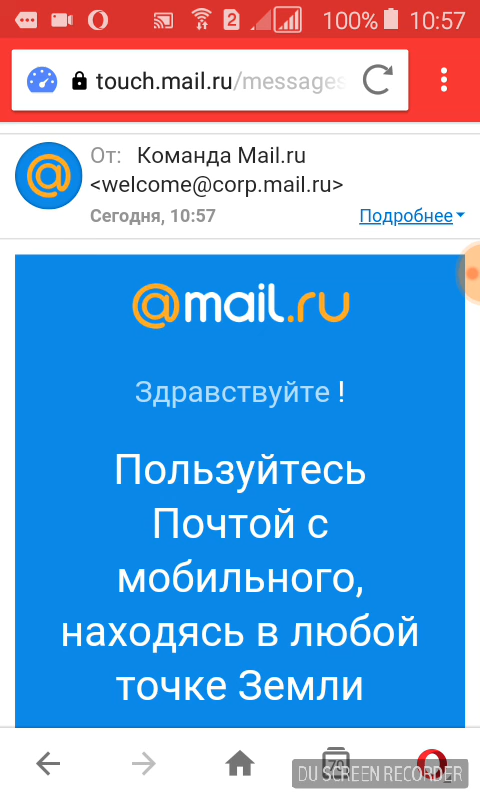 2 100% 10:57
touch.mail.ru/messages
От: Команда Mail.ru
<welcome@corp.mail.ru>
Сегодня, 10:57
Подробнее
@mail.ru
Здравствуйте !
Пользуйтесь
Почтой с
мобильного,
находясь в любой
точке Земли
DU SCREEN RECORDER